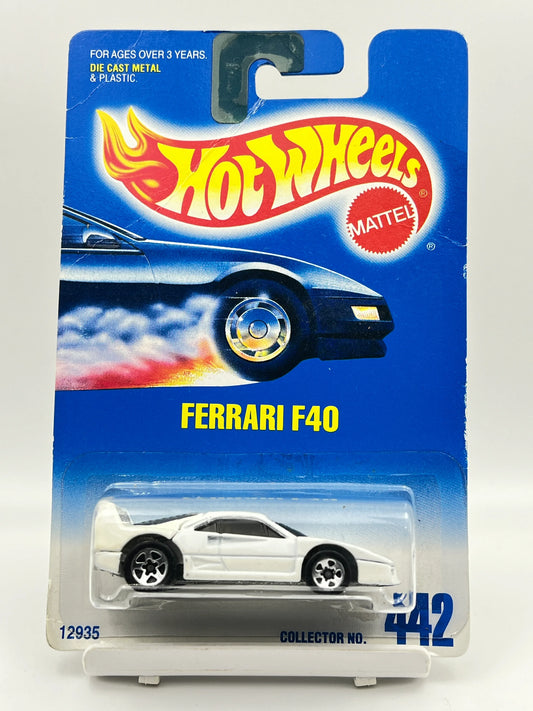 FOR AGES OVER 3 YEARS.
DIE CAST METAL
& PLASTIC.
HOT WHEELS ®
MATTEL
®
FERRARI F40
12935
COLLECTOR NO. 442